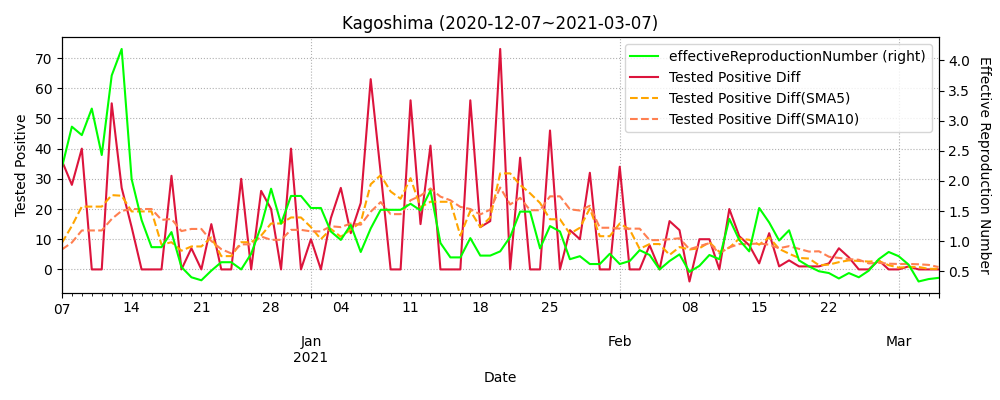 Kagoshima (2020-12-07~2021-03-07)
effectiveReproductionNumber (right)
Tested Positive Diff
Tested Positive Diff(SMA5)
Tested Positive Diff(SMA10)
Tested Positive
70
60
50
40
30
20
10
0
4.0
3.5
3.0
2.5
2.0
1.5
1.0
0.5
Effective Reproduction Number
07 14 21 28 04 11 18 25 08 15 22
Jan Feb Mar
2021
Date